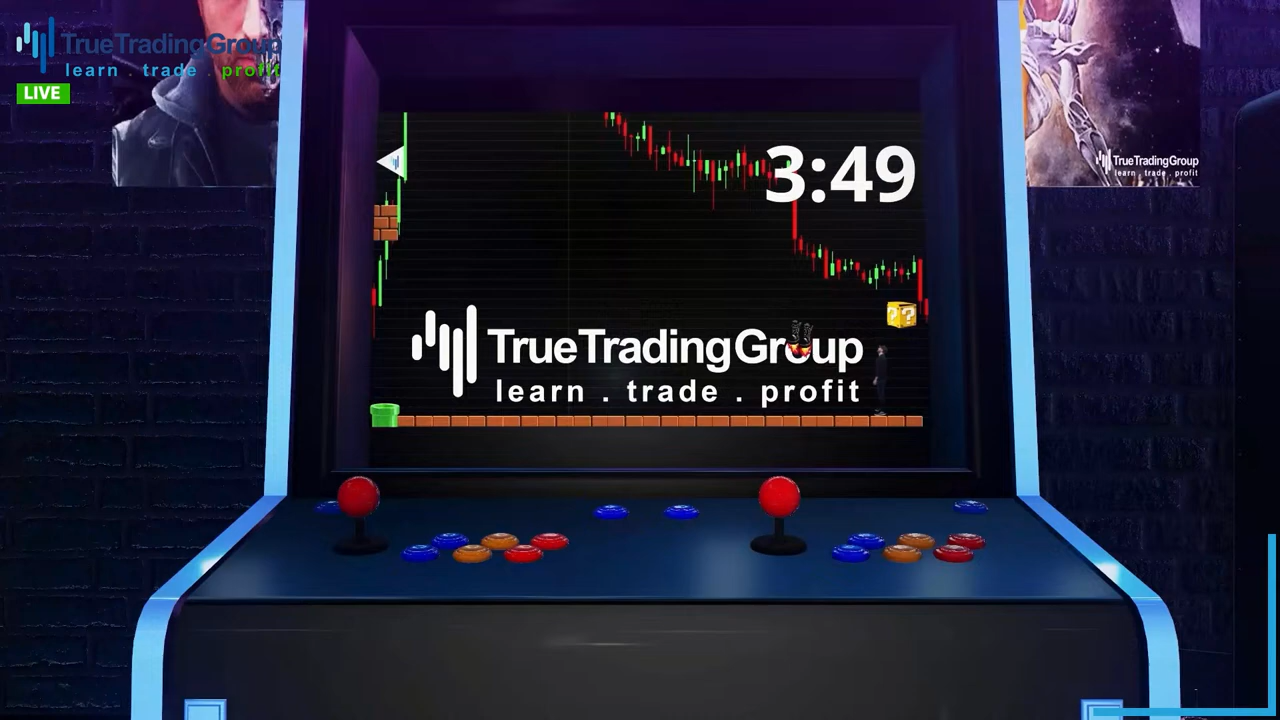 TrueTradingGroup
learn . trade . profit
LIVE
3:49
TrueTradingGroup
learn . trade . profit
TrueTradingGroup
learn . trade . profit
? ?